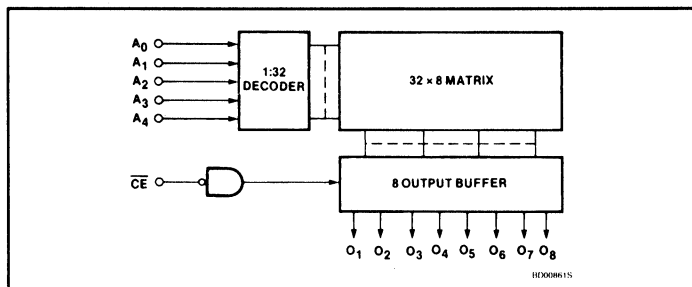 A0
A1
A2
A3
A4
1:32
DECODER
32 × 8 MATRIX
CE
8 OUTPUT BUFFER
O1 O2 O3 O4 O5 O6 O7 O8
BD00861S